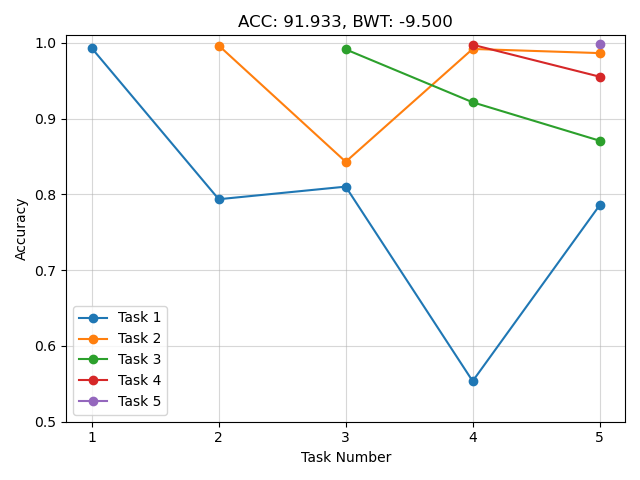 ACC: 91.933, BWT: -9.500
1.0
0.9
0.8
0.7
0.6
0.5
Accuracy
Task 1
Task 2
Task 3
Task 4
Task 5
1 2 3 4 5
Task Number